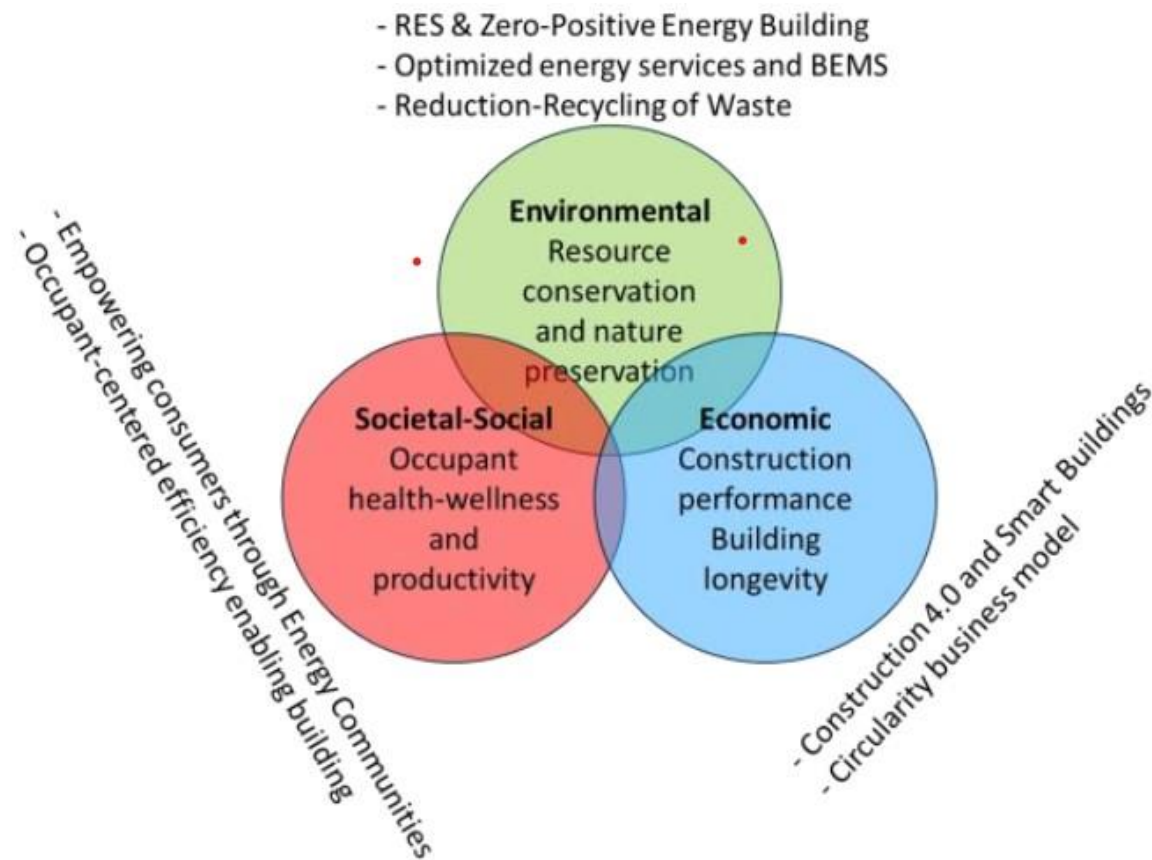 - RES & Zero-Positive Energy Building
- Optimized energy services and BEMS
- Reduction-Recycling of Waste
Environmental
Resource
conservation
and nature
preservation
- Empowering consumers through Energy Communities
- Occupant-centered efficiency enabling building
Societal-Social
Occupant
health-wellness
and
productivity
Economic
Construction
performance
Building
longevity
- Construction 4.0 and Smart Buildings
- Circularity business model